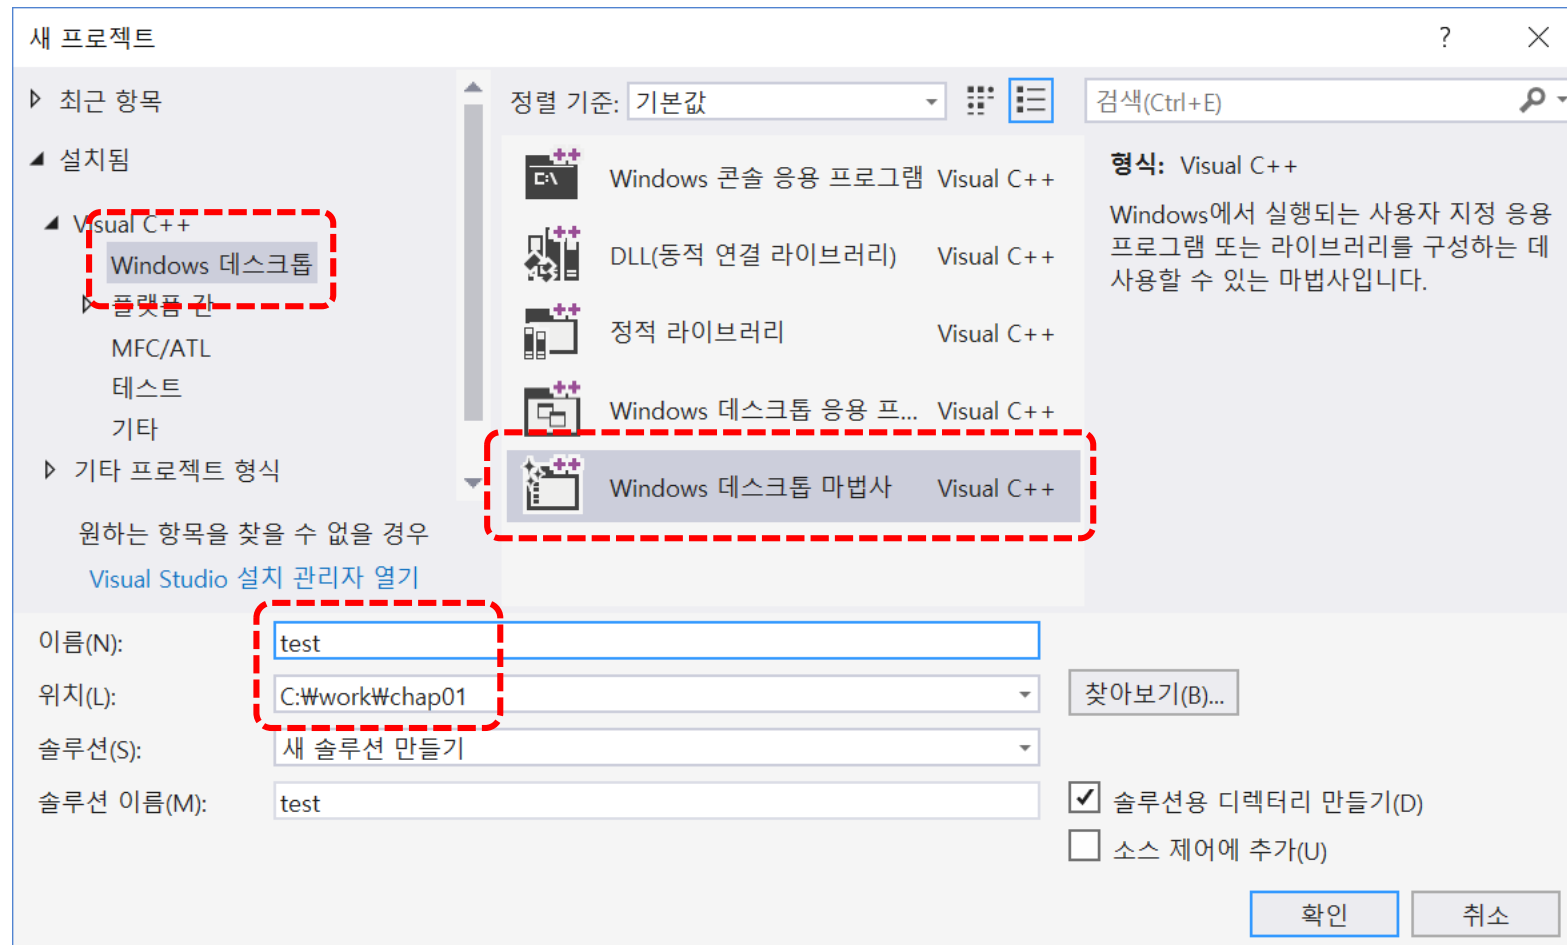 새 프로젝트
?
최근 항목
설치됨
Visual C++
Windows 데스크톱
플랫폼 간
MFC/ATL
테스트
기타
기타 프로젝트 형식
원하는 항목을 찾을 수 없을 경우
Visual Studio 설치 관리자 열기
정렬 기준: 기본값
Windows 콘솔 응용 프로그램 Visual C++
DLL(동적 연결 라이브러리) Visual C++
정적 라이브러리 Visual C++
Windows 데스크톱 응용 프... Visual C++
Windows 데스크톱 마법사 Visual C++
검색(Ctrl+E)
형식: Visual C++
Windows에서 실행되는 사용자 지정 응용
프로그램 또는 라이브러리를 구성하는 데
사용할 수 있는 마법사입니다.
이름(N): test
위치(L): C:₩work₩chap01 찾아보기(B)...
솔루션(S): 새 솔루션 만들기
솔루션 이름(M): test
솔루션용 디렉터리 만들기(D)
소스 제어에 추가(U)
확인 취소